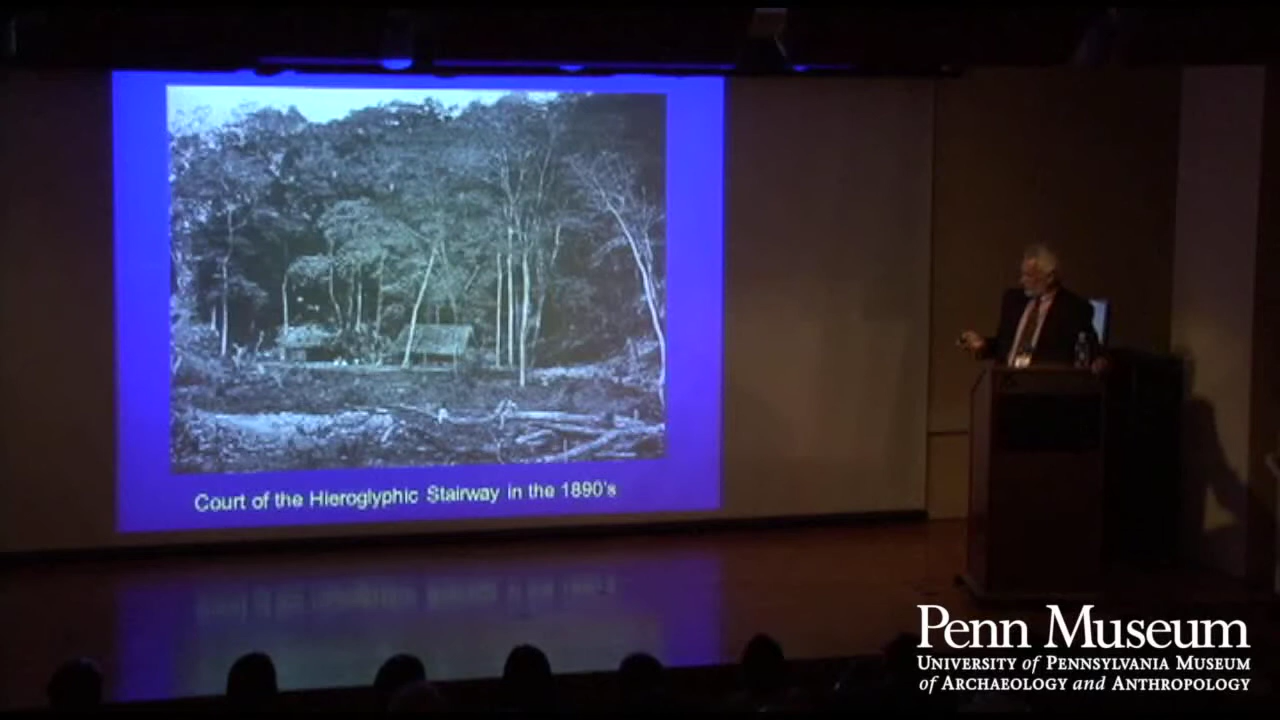 Court of the Hieroglyphic Stairway in the 1890's
Penn Museum
University of Pennsylvania Museum
of Archaeology and Anthropology